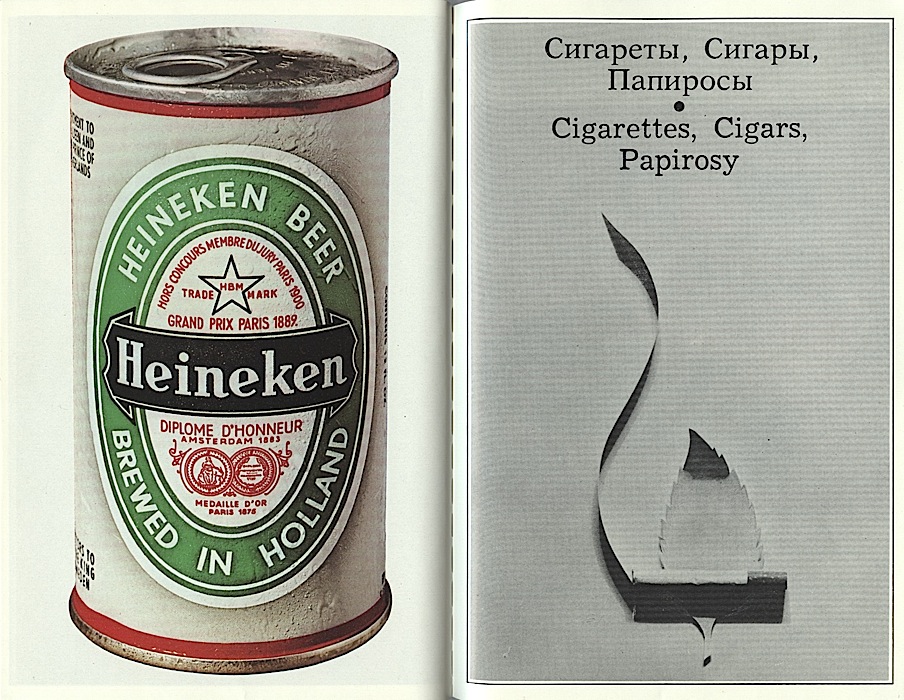 HEINEKEN BEER
HORS CONCOURS MEMBRE DU JURY PARIS 1900
HBM
TRADE MARK
GRAND PRIX PARIS 1889.
Heineken
DIPLOME D'HONNEUR
AMSTERDAM 1883
MEDAILLE D'OR
PARIS 1875
BREWED IN HOLLAND
Сигареты, Сигары,
Папиросы
•
Cigarettes, Cigars,
Papirosy